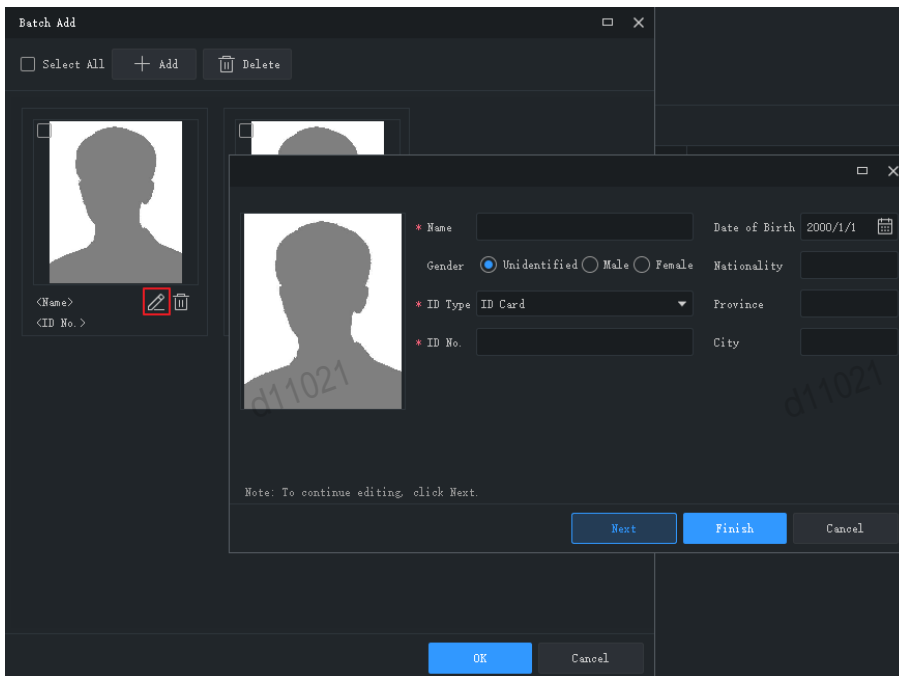 Batch Add
Select All
Add
Delete
<Name>
<ID No.>
* Name
Date of Birth 2000/1/1
Gender Unidentified Male Female
Nationality
* ID Type ID Card
Province
* ID No.
City
d11021
d11021
Note: To continue editing, click Next.
Next
Finish
Cancel
OK
Cancel